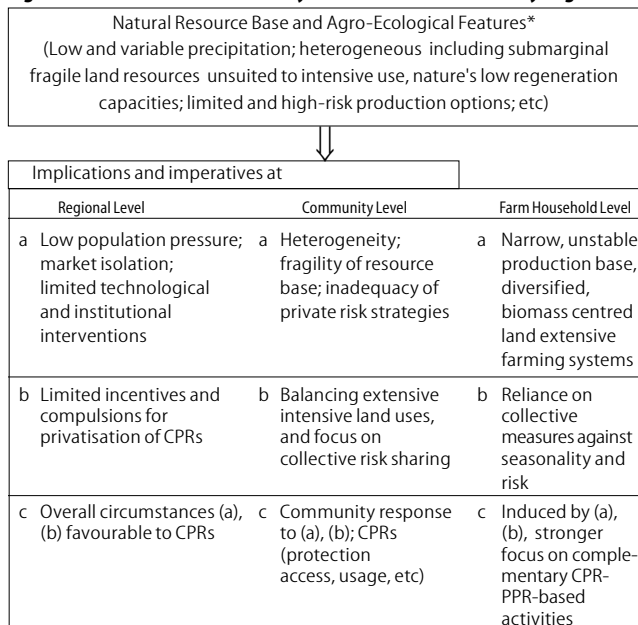 Natural Resource Base and Agro-Ecological Features*
(Low and variable precipitation; heterogeneous including submarginal
fragile land resources unsuited to intensive use, nature's low regeneration
capacities; limited and high-risk production options; etc)
Implications and imperatives at
Regional Level
Community Level
Farm Household Level
a Low population pressure;
market isolation;
limited technological
and institutional
interventions
a Heterogeneity;
fragility of resource
base; inadequacy of
private risk strategies
a Narrow, unstable
production base,
diversified,
biomass centred
land extensive
farming systems
b Limited incentives and
compulsions for
privatisation of CPRs
b Balancing extensive
intensive land uses,
and focus on
collective risk sharing
b Reliance on
collective
measures against
seasonality and
risk
c Overall circumstances (a),
(b) favourable to CPRs
c Community response
to (a), (b); CPRs
(protection
access, usage, etc)
c Induced by (a),
(b), stronger
focus on comple-
mentary CPR-
PPR-based
activities